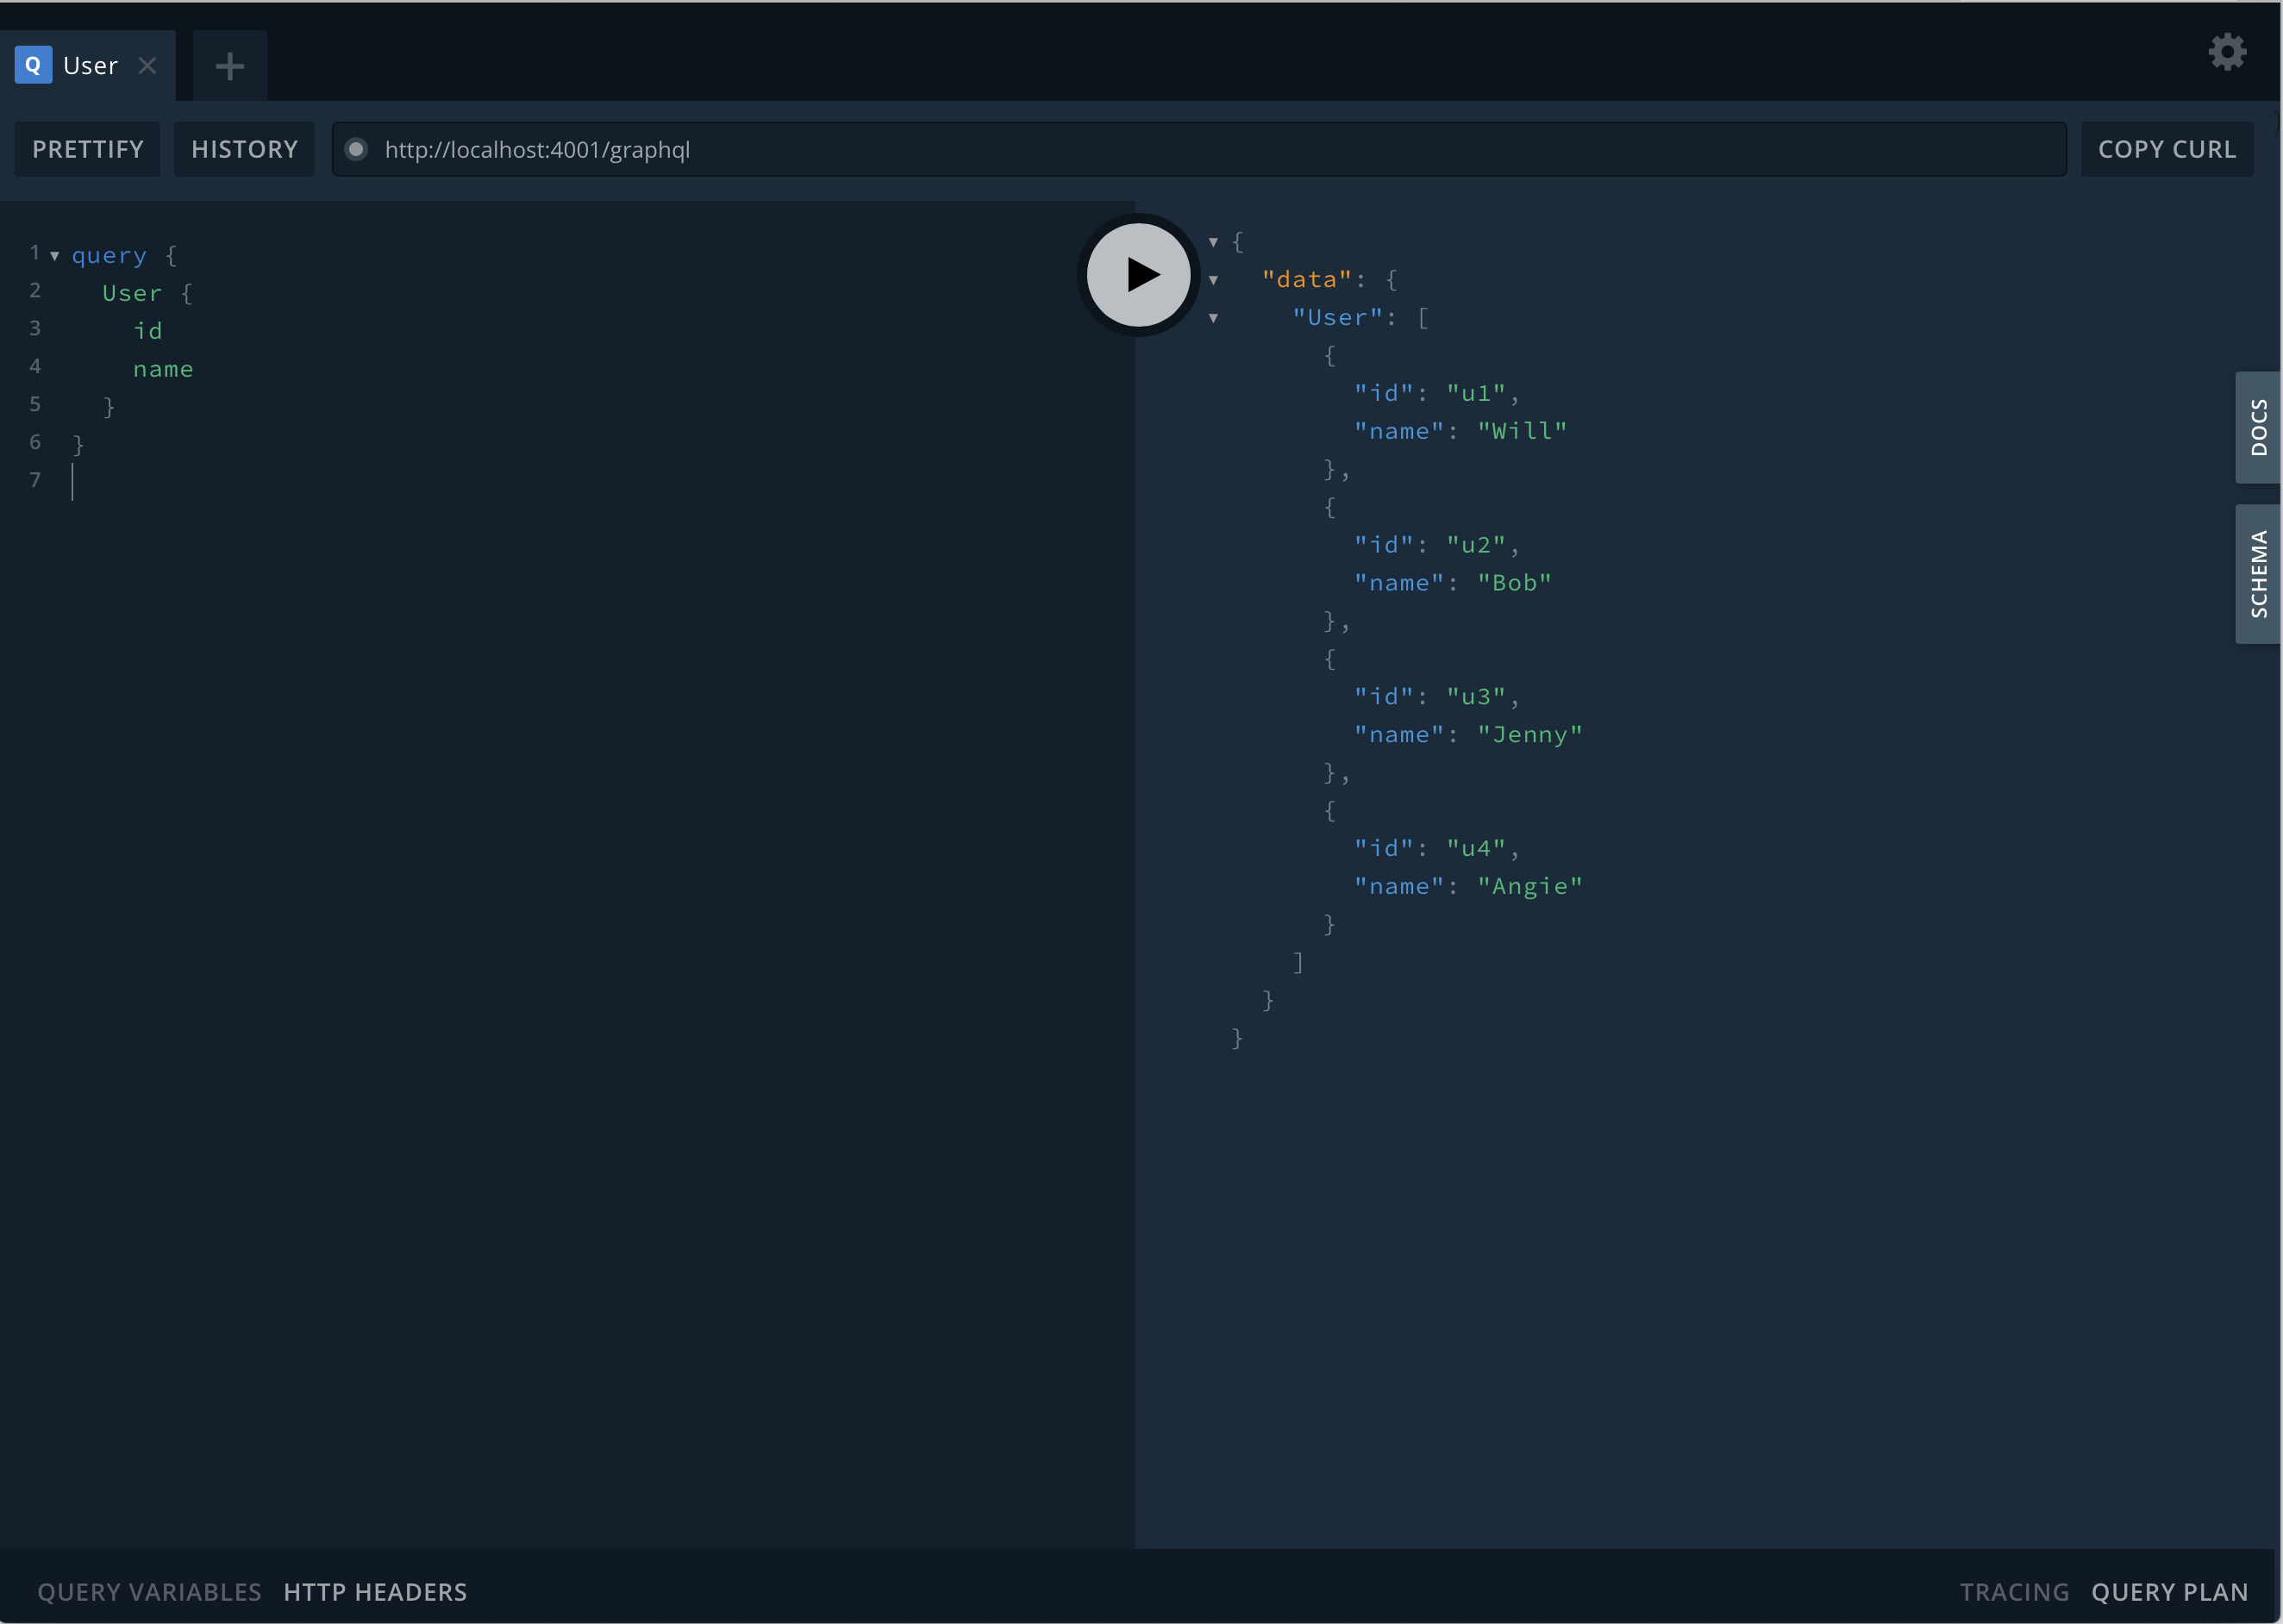 Q User
PRETTIFY HISTORY http://localhost:4001/graphql COPY CURL
1 query {
2 User {
3 id
4 name
5 }
6 }
7
{
"data": {
"User": [
{
"id": "u1",
"name": "Will"
},
{
"id": "u2",
"name": "Bob"
},
{
"id": "u3",
"name": "Jenny"
},
{
"id": "u4",
"name": "Angie"
}
]
}
}
DOCS
SCHEMA
QUERY VARIABLES HTTP HEADERS
TRACING QUERY PLAN